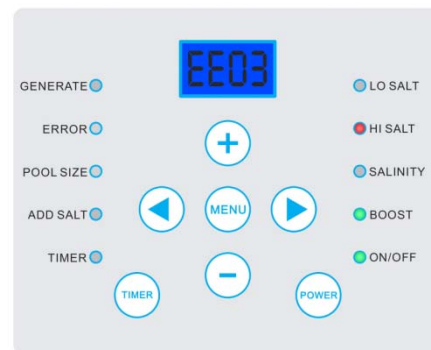 EE03
GENERATE
ERROR
POOL SIZE
ADD SALT
TIMER
LO SALT
HI SALT
SALINITY
BOOST
ON/OFF
+
MENU
-
TIMER
POWER